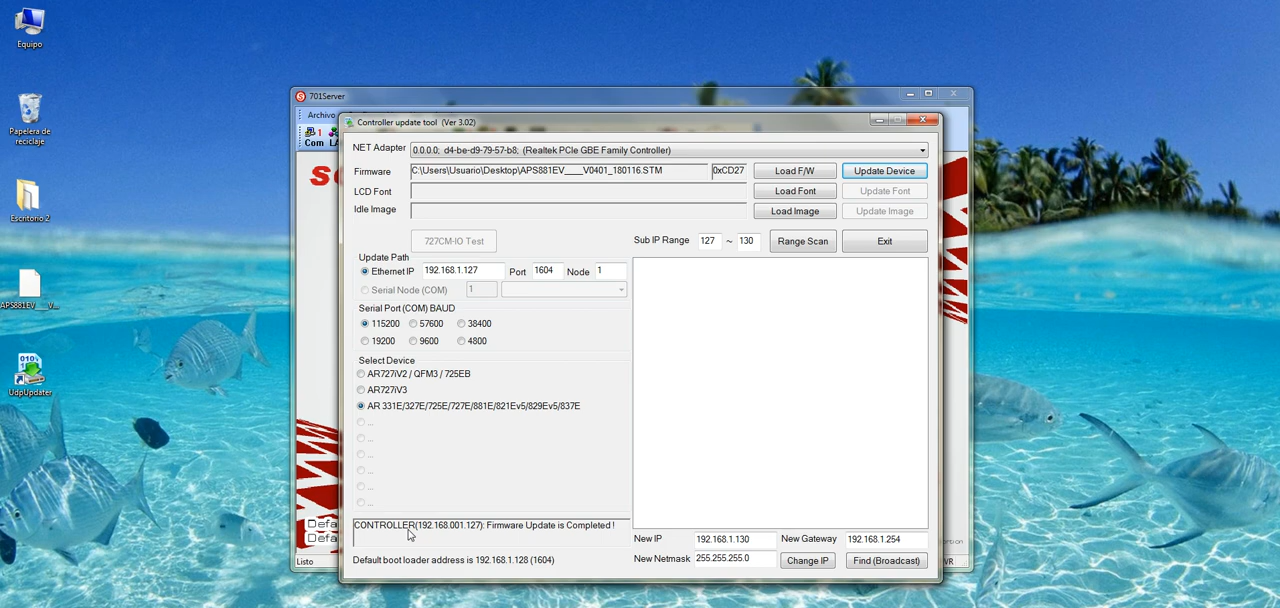 Equipo
Papelera de
reciclaje
Escritorio 2
APS881EV____V...
UdpUpdater
701Server
Archivo
1
Com
Controller update tool (Ver 3.02)
NET Adapter 0.0.0.0; d4-be-d9-79-57-b8; (Realtek PCIe GBE Family Controller)
Firmware C:\Users\Usuario\Desktop\APS881EV____V0401_180116.STM 0xCD27 Load F/W Update Device
LCD Font Load Font Update Font
Idle Image Load Image Update Image
727CM-IO Test Sub IP Range 127 ~ 130 Range Scan Exit
Update Path
Ethernet IP 192.168.1.127 Port 1604 Node 1
Serial Node (COM) 1
Serial Port (COM) BAUD
115200 57600 38400
19200 9600 4800
Select Device
AR727iV2 / QFM3 / 725EB
AR727iV3
AR 331E/327E/725E/727E/881E/821Ev5/829Ev5/837E
...
...
...
...
...
...
CONTROLLER(192.168.001.127): Firmware Update is Completed !
Default boot loader address is 192.168.1.128 (1604)
New IP 192.168.1.130 New Gateway 192.168.1.254
New Netmask 255.255.255.0 Change IP Find (Broadcast)
Listo